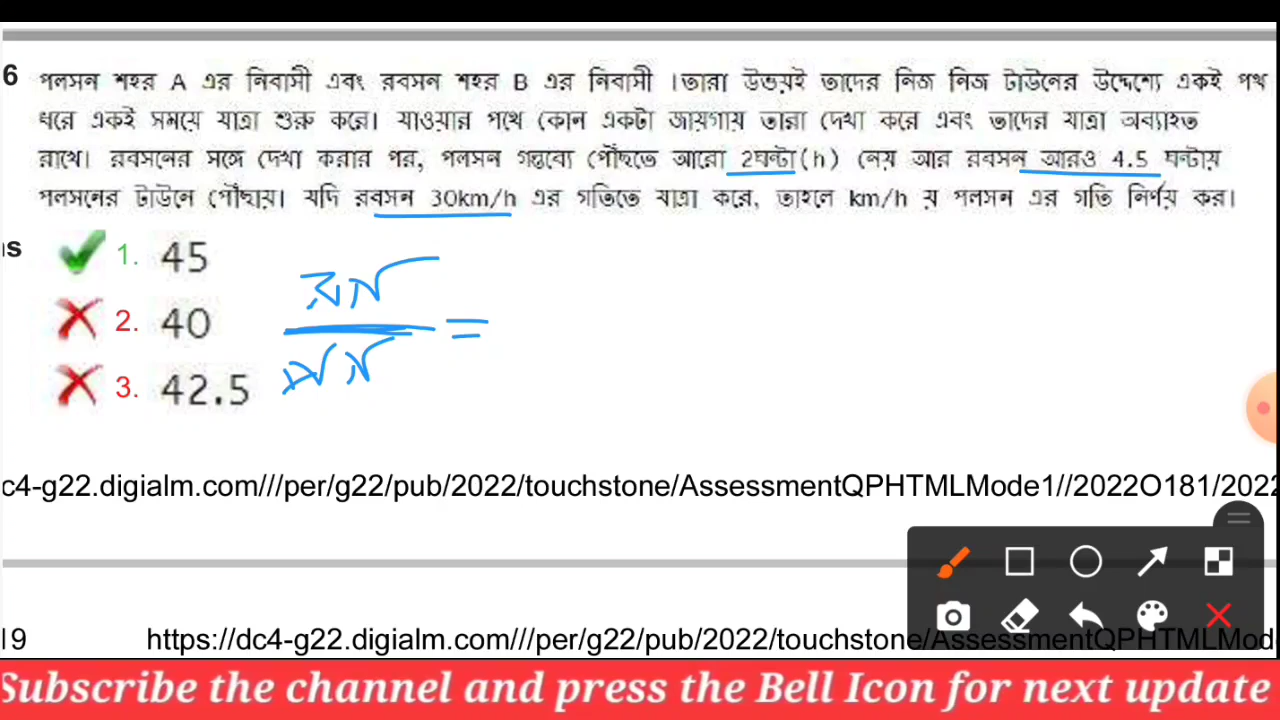 6 পলসন শহর A এর নিবাসী এবং রবসন শহর B এর নিবাসী ।তারা উভয়ই তাদের নিজ নিজ টাউনের উদ্দেশ্যে একই পথ
ধরে একই সময়ে যাত্রা শুরু করে। যাওয়ার পথে কোন একটা জায়গায় তারা দেখা করে এবং তাদের যাত্রা অব্যাহত
রাখে। রবসনের সঙ্গে দেখা করার পর, পলসন গন্তব্যে পৌঁছতে আরো 2ঘন্টা(h) নেয় আর রবসন আরও 4.5 ঘন্টায়
পলসনের টাউনে পৌঁছায়। যদি রবসন 30km/h এর গতিতে যাত্রা করে, তাহলে km/h য় পলসন এর গতি নির্ণয় কর।
ns
1. 45
2. 40
3. 42.5
=
c4-g22.digialm.com///per/g22/pub/2022/touchstone/AssessmentQPHTMLMode1//2022O181/2022
19 https://dc4-g22.digialm.com///per/g22/pub/2022/touchstone/AssessmentQPHTMLMod
Subscribe the channel and press the Bell Icon for next update